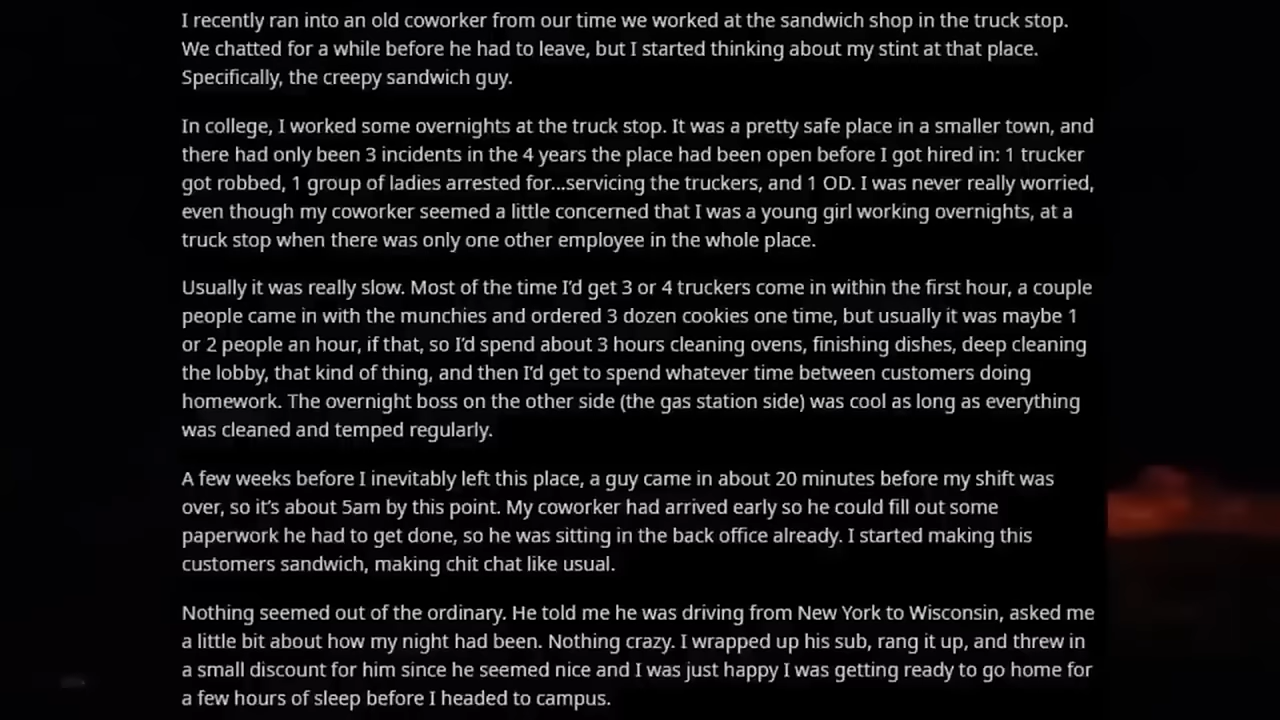 I recently ran into an old coworker from our time we worked at the sandwich shop in the truck stop.
We chatted for a while before he had to leave, but I started thinking about my stint at that place.
Specifically, the creepy sandwich guy.
In college, I worked some overnights at the truck stop. It was a pretty safe place in a smaller town, and
there had only been 3 incidents in the 4 years the place had been open before I got hired in: 1 trucker
got robbed, 1 group of ladies arrested for...servicing the truckers, and 1 OD. I was never really worried,
even though my coworker seemed a little concerned that I was a young girl working overnights, at a
truck stop when there was only one other employee in the whole place.
Usually it was really slow. Most of the time I'd get 3 or 4 truckers come in within the first hour, a couple
people came in with the munchies and ordered 3 dozen cookies one time, but usually it was maybe 1
or 2 people an hour, if that, so I'd spend about 3 hours cleaning ovens, finishing dishes, deep cleaning
the lobby, that kind of thing, and then I'd get to spend whatever time between customers doing
homework. The overnight boss on the other side (the gas station side) was cool as long as everything
was cleaned and temped regularly.
A few weeks before I inevitably left this place, a guy came in about 20 minutes before my shift was
over, so it's about 5am by this point. My coworker had arrived early so he could fill out some
paperwork he had to get done, so he was sitting in the back office already. I started making this
customers sandwich, making chit chat like usual.
Nothing seemed out of the ordinary. He told me he was driving from New York to Wisconsin, asked me
a little bit about how my night had been. Nothing crazy. I wrapped up his sub, rang it up, and threw in
a small discount for him since he seemed nice and I was just happy I was getting ready to go home for
a few hours of sleep before I headed to campus.